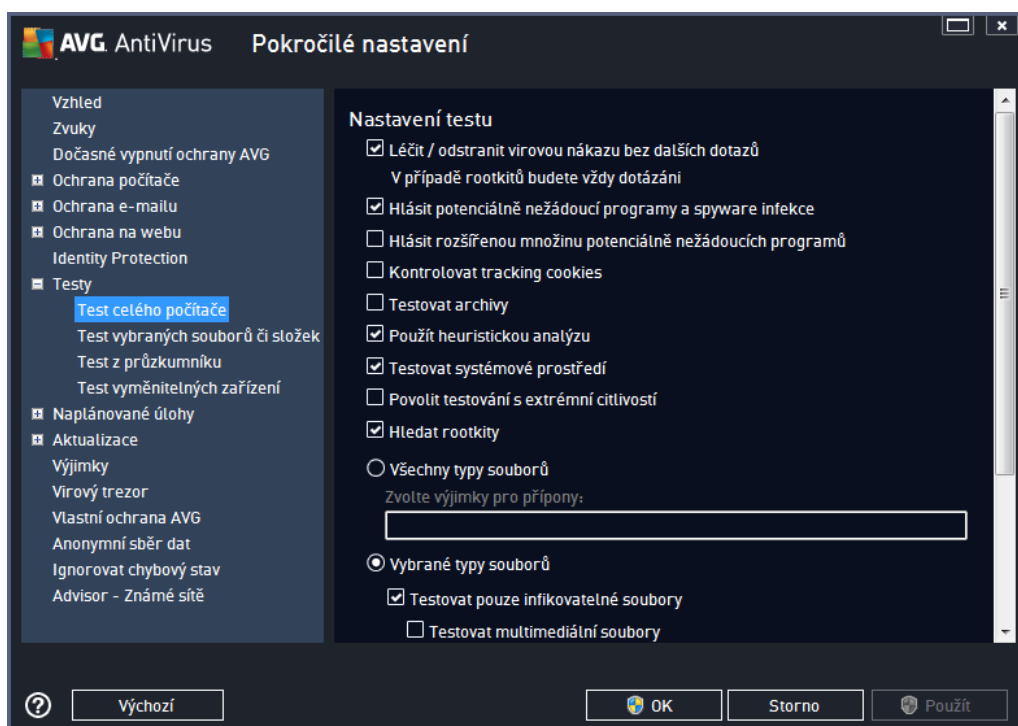 AVG. AntiVirus
Pokročilé nastavení
Vzhled
Zvuky
Dočasné vypnutí ochrany AVG
Ochrana počítače
Ochrana e-mailu
Ochrana na webu
Identity Protection
Testy
Test celého počítače
Test vybraných souborů či složek
Test z průzkumníku
Test vyměnitelných zařízení
Naplánované úlohy
Aktualizace
Výjimky
Virový trezor
Vlastní ochrana AVG
Anonymní sběr dat
Ignorovat chybový stav
Advisor - Známé sítě
Nastavení testu
Léčit / odstranit virovou nákazu bez dalších dotazů
V případě rootkitů budete vždy dotázáni
Hlásit potenciálně nežádoucí programy a spyware infekce
Hlásit rozšířenou množinu potenciálně nežádoucích programů
Kontrolovat tracking cookies
Testovat archivy
Použít heuristickou analýzu
Testovat systémové prostředí
Povolit testování s extrémní citlivostí
Hledat rootkity
Všechny typy souborů
Zvolte výjimky pro přípony:
Vybrané typy souborů
Testovat pouze infikovatelné soubory
Testovat multimediální soubory
?
Výchozí
OK
Storno
Použít